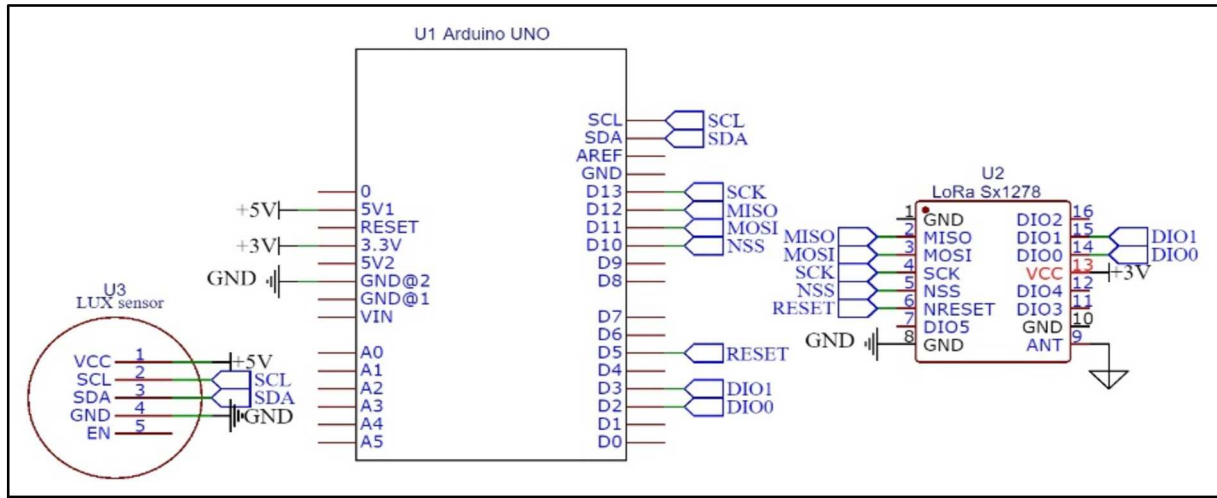 U1 Arduino UNO
SCL SCL
SDA SDA
AREF
GND
0 D13 SCK
+5V 5V1 D12 MISO
RESET D11 MOSI
+3V 3.3V D10 NSS
5V2 D9
GND GND@2 D8
GND@1
VIN D7
D6
A0 D5 RESET
A1 D4
A2 D3 DIO1
A3 D2 DIO0
A4 D1
A5 D0
U3
LUX sensor
VCC 1 +5V
SCL 2 SCL
SDA 3 SDA
GND 4 GND
EN 5
U2
LoRa Sx1278
1 GND DIO2 16
MISO 2 MISO DIO1 15 DIO1
MOSI 3 MOSI DIO0 14 DIO0
SCK 4 SCK VCC 13 +3V
NSS 5 NSS DIO4 12
RESET 6 NRESET DIO3 11
7 DIO5 GND 10
GND 8 GND ANT 9